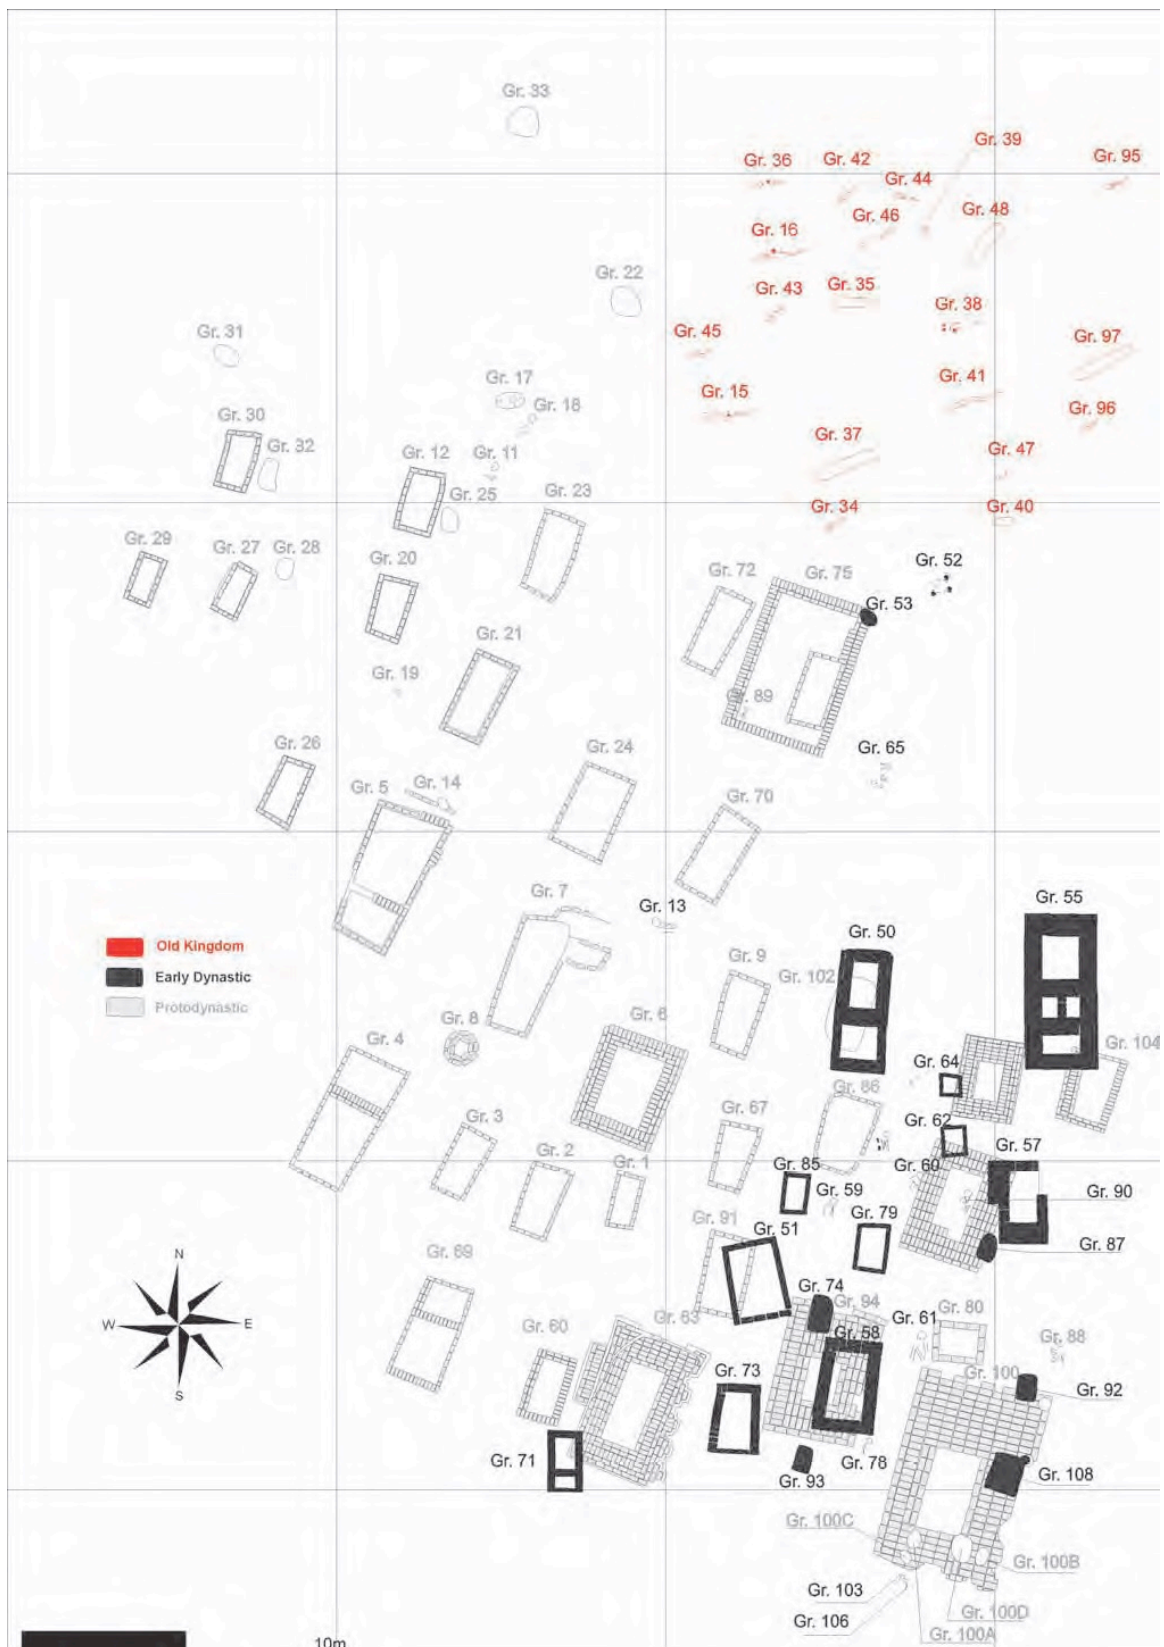 Gr. 33
Gr. 39
Gr. 36
Gr. 42
Gr. 95
Gr. 44
Gr. 46
Gr. 48
Gr. 16
Gr. 22
Gr. 43
Gr. 35
Gr. 38
Gr. 31
Gr. 45
Gr. 97
Gr. 17
Gr. 18
Gr. 15
Gr. 41
Gr. 96
Gr. 30
Gr. 32
Gr. 12
Gr. 11
Gr. 37
Gr. 47
Gr. 25
Gr. 23
Gr. 34
Gr. 40
Gr. 29
Gr. 27
Gr. 28
Gr. 20
Gr. 72
Gr. 75
Gr. 52
Gr. 53
Gr. 21
Gr. 19
Gr. 89
Gr. 26
Gr. 24
Gr. 65
Gr. 5
Gr. 14
Gr. 70
Gr. 7
Gr. 13
Gr. 55
Gr. 50
Old Kingdom
Early Dynastic
Protodynastic
Gr. 9
Gr. 102
Gr. 4
Gr. 8
Gr. 6
Gr. 104
Gr. 64
Gr. 86
Gr. 3
Gr. 67
Gr. 62
Gr. 57
Gr. 2
Gr. 1
Gr. 85
Gr. 60
Gr. 59
Gr. 90
Gr. 91
Gr. 51
Gr. 79
Gr. 87
N
W
E
S
Gr. 69
Gr. 74
Gr. 94
Gr. 61
Gr. 80
Gr. 60
Gr. 63
Gr. 58
Gr. 88
Gr. 73
Gr. 100
Gr. 92
Gr. 71
Gr. 78
Gr. 93
Gr. 108
Gr. 100C
Gr. 100B
Gr. 103
Gr. 106
Gr. 100D
Gr. 100A
10m